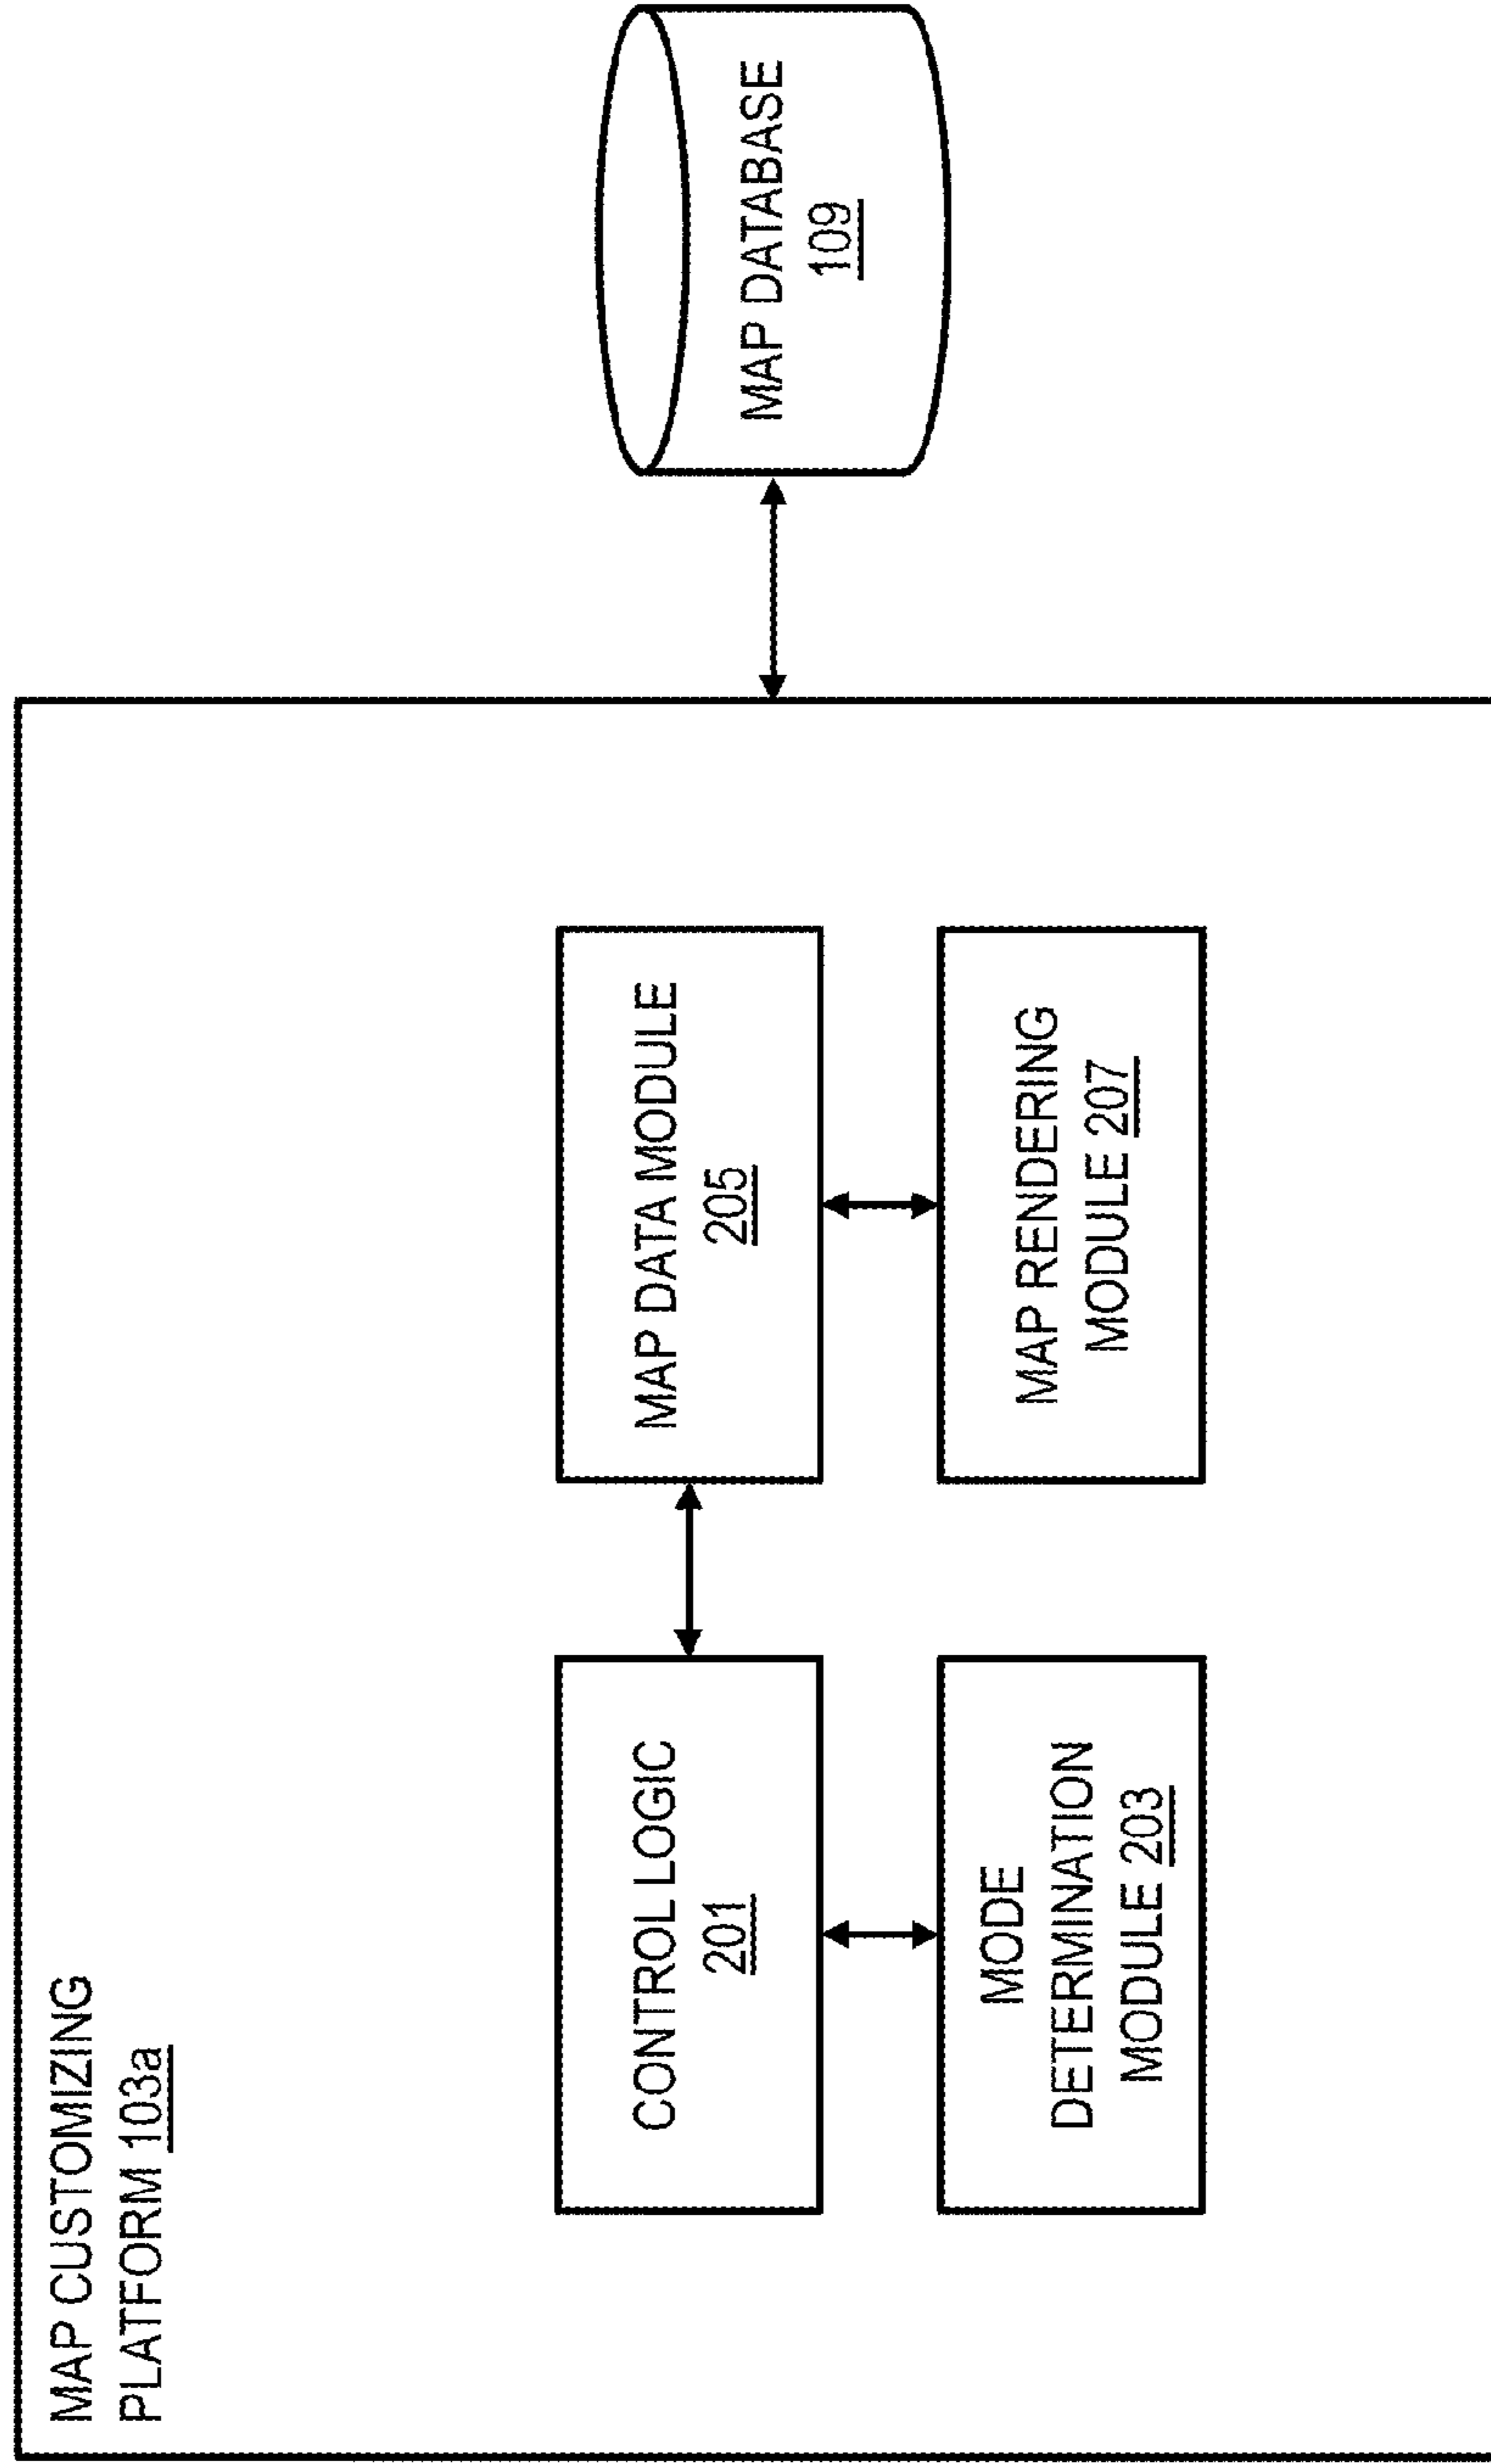 MAP CUSTOMIZING
PLATFORM 103a
CONTROL LOGIC
201
MAP DATA MODULE
205
MODE
DETERMINATION
MODULE 203
MAP RENDERING
MODULE 207
MAP DATABASE
109